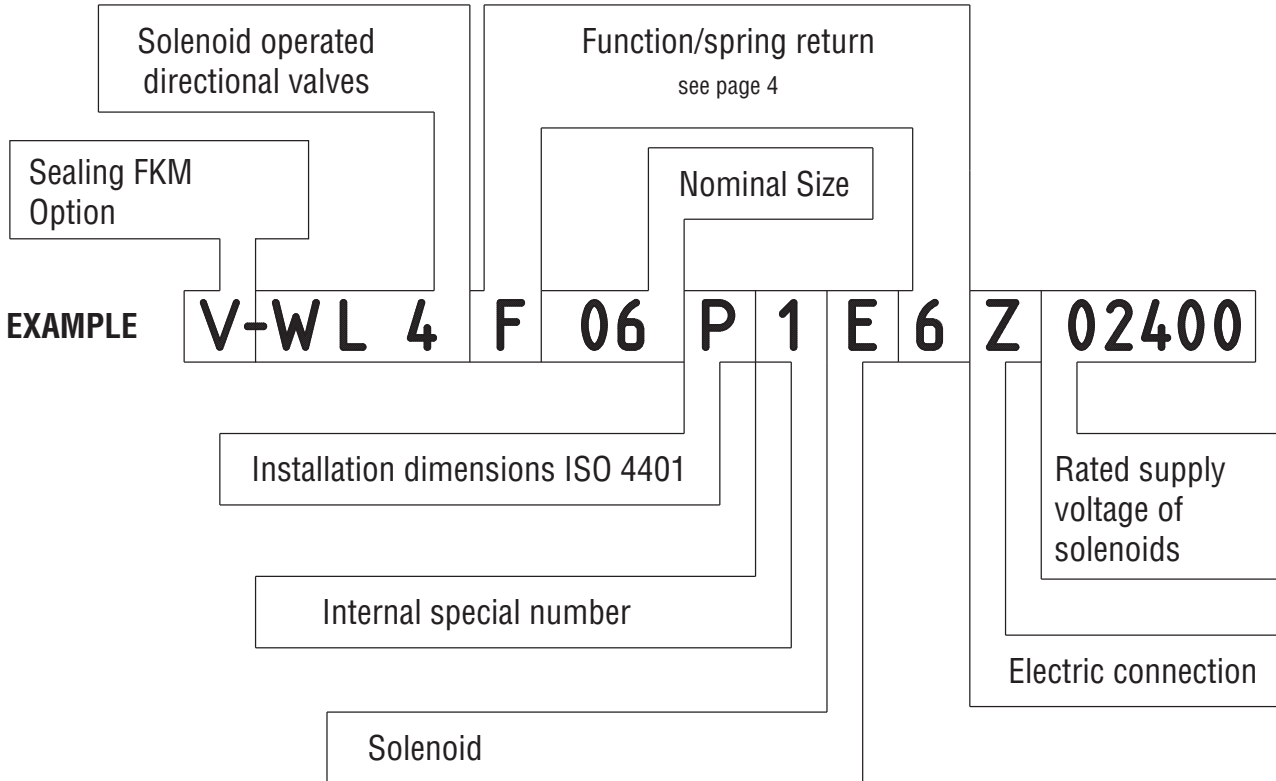 Solenoid operated
directional valves
Function/spring return
see page 4
Sealing FKM
Option
Nominal Size
EXAMPLE
V-WL 4 F 06 P 1 E 6 Z 02400
Installation dimensions ISO 4401
Rated supply
voltage of
solenoids
Internal special number
Electric connection
Solenoid